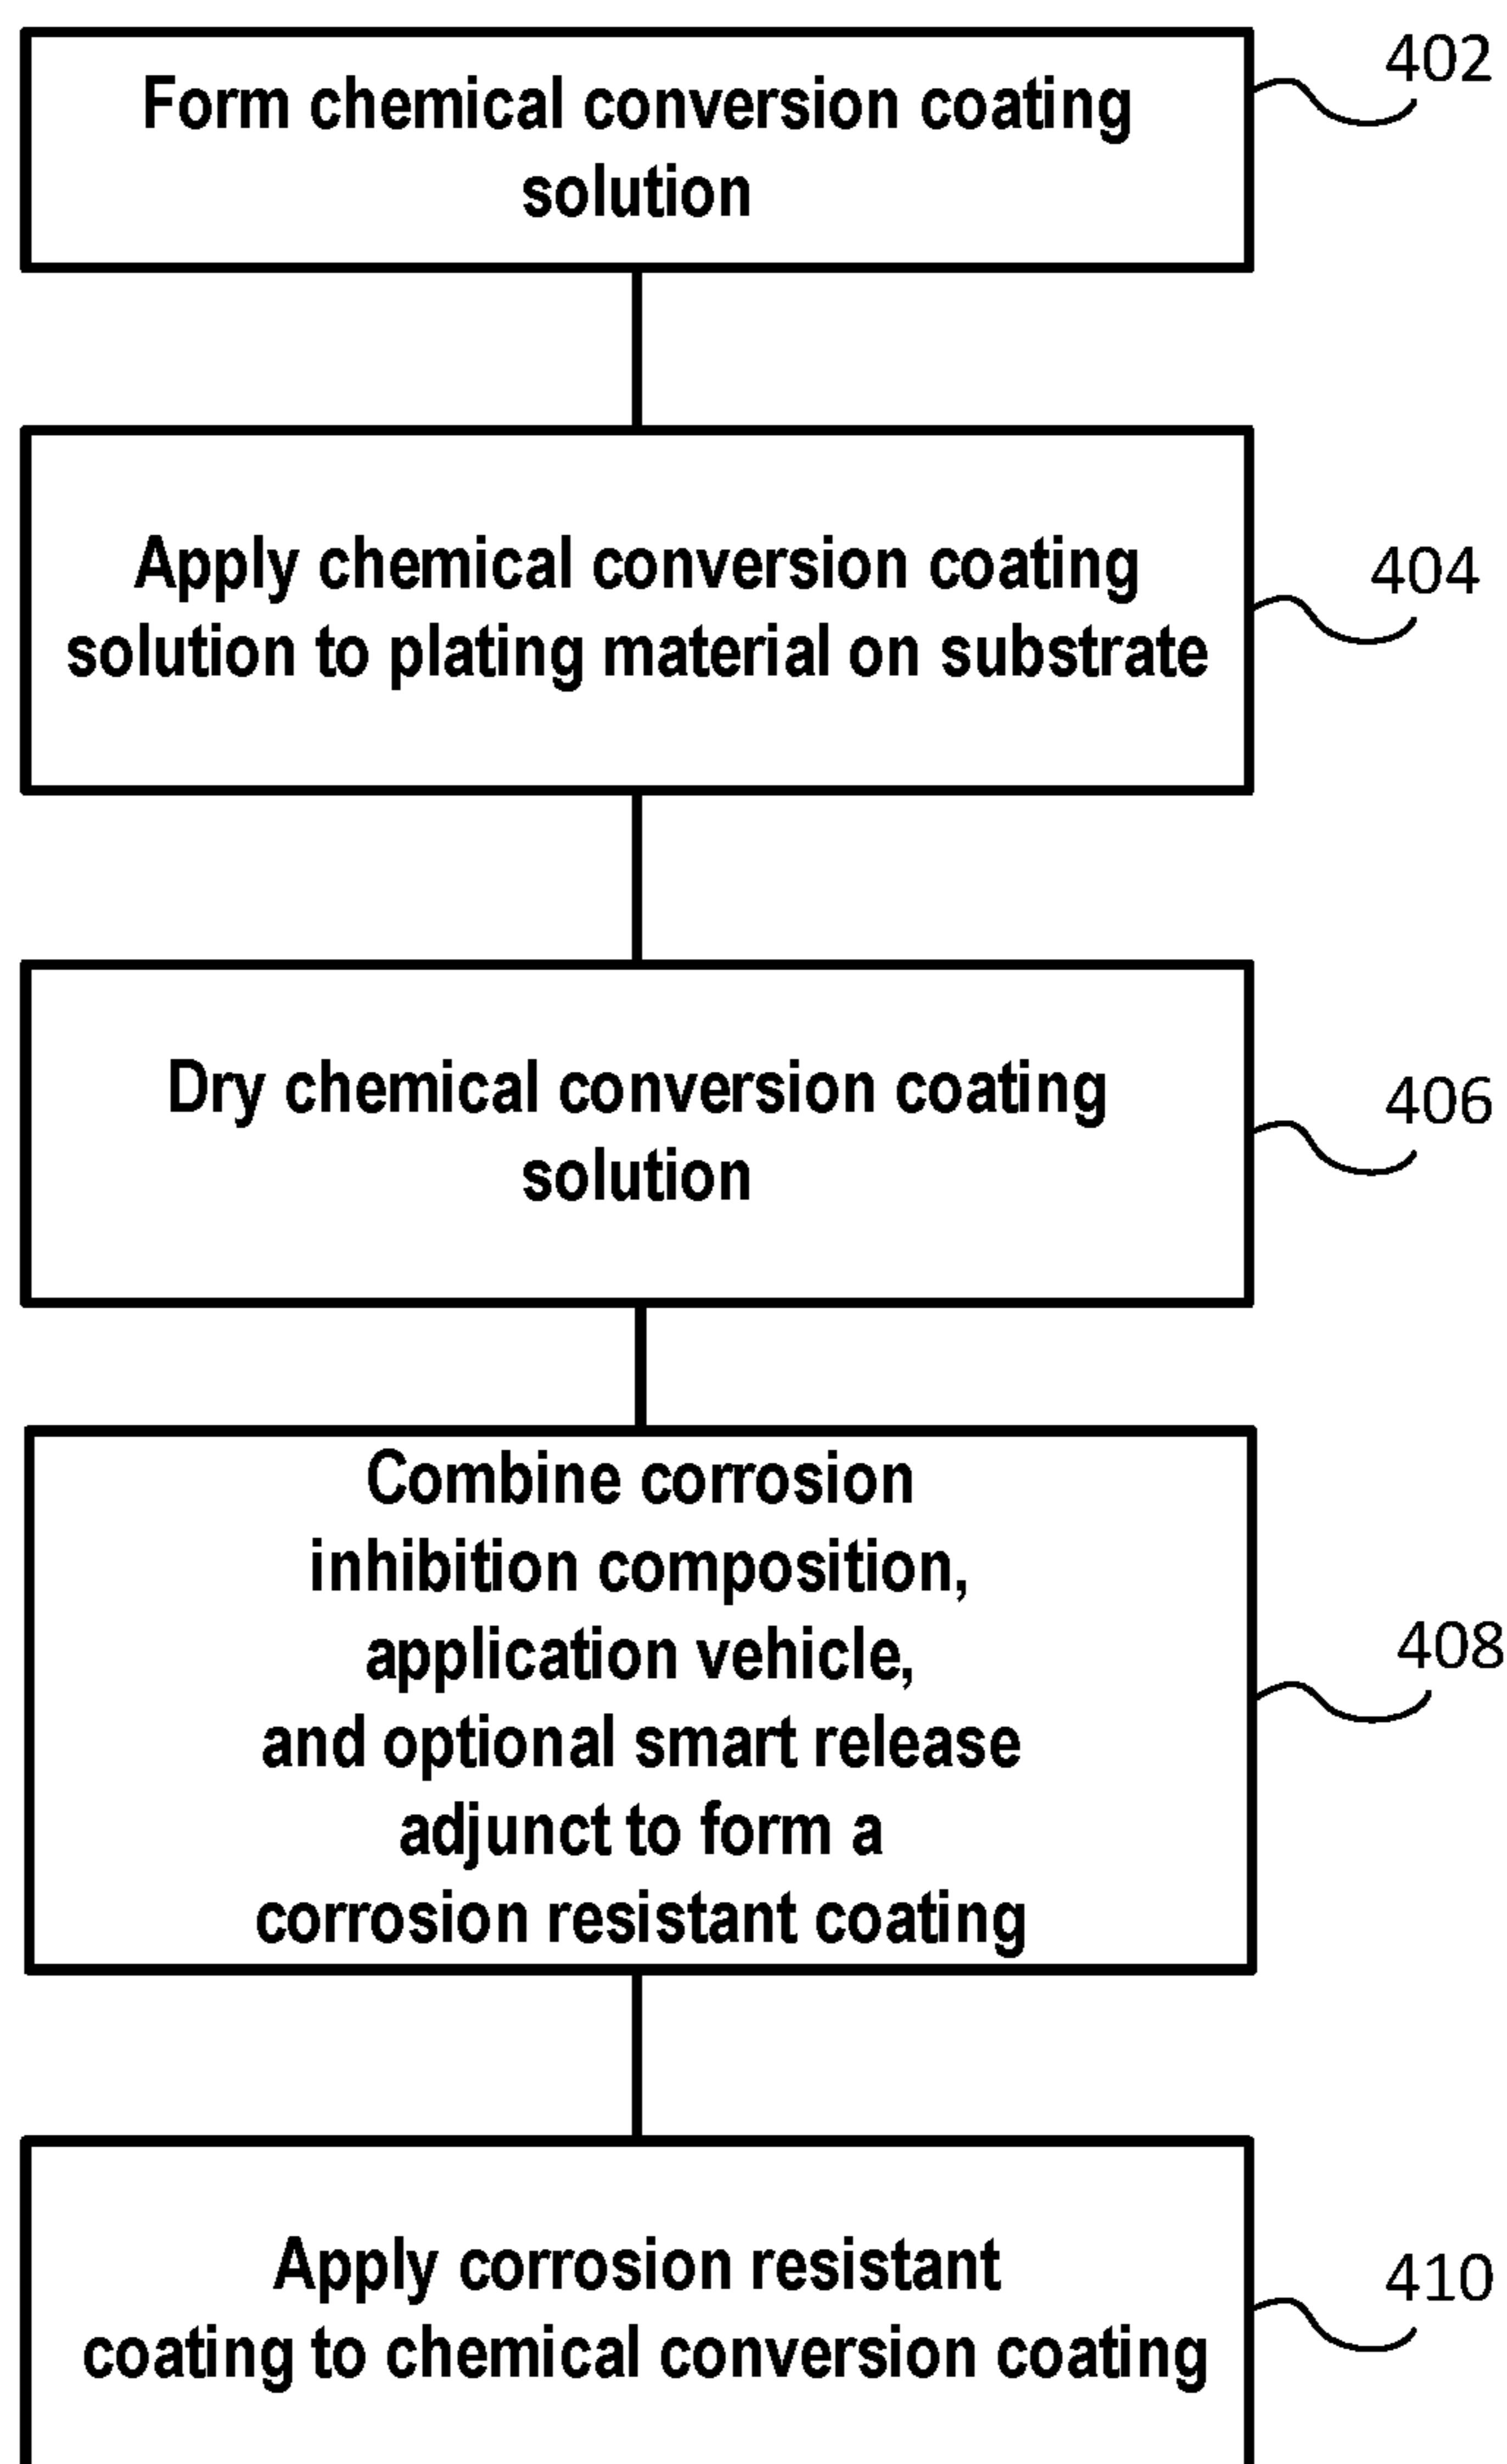 Form chemical conversion coating
solution
402
Apply chemical conversion coating
solution to plating material on substrate
404
Dry chemical conversion coating
solution
406
Combine corrosion
inhibition composition,
application vehicle,
and optional smart release
adjunct to form a
corrosion resistant coating
408
Apply corrosion resistant
coating to chemical conversion coating
410